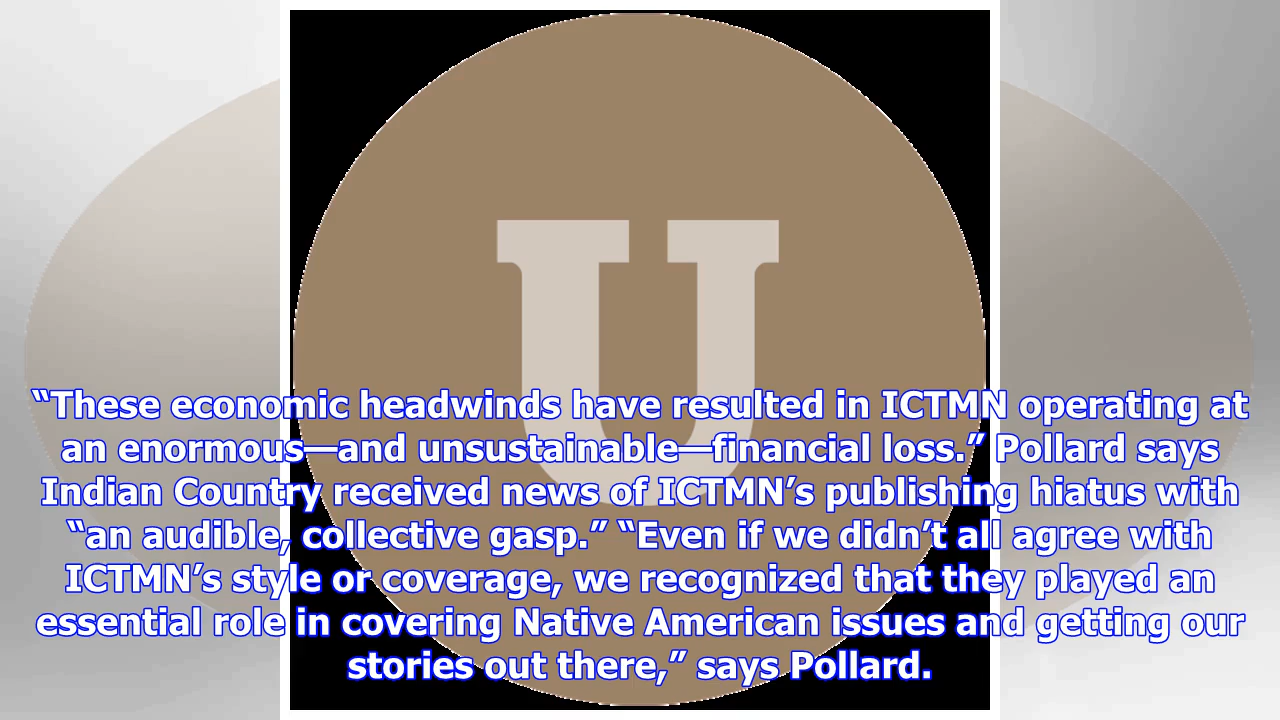 U
“These economic headwinds have resulted in ICTMN operating at
an enormous—and unsustainable—financial loss.” Pollard says
Indian Country received news of ICTMN’s publishing hiatus with
“an audible, collective gasp.” “Even if we didn’t all agree with
ICTMN’s style or coverage, we recognized that they played an
essential role in covering Native American issues and getting our
stories out there,” says Pollard.